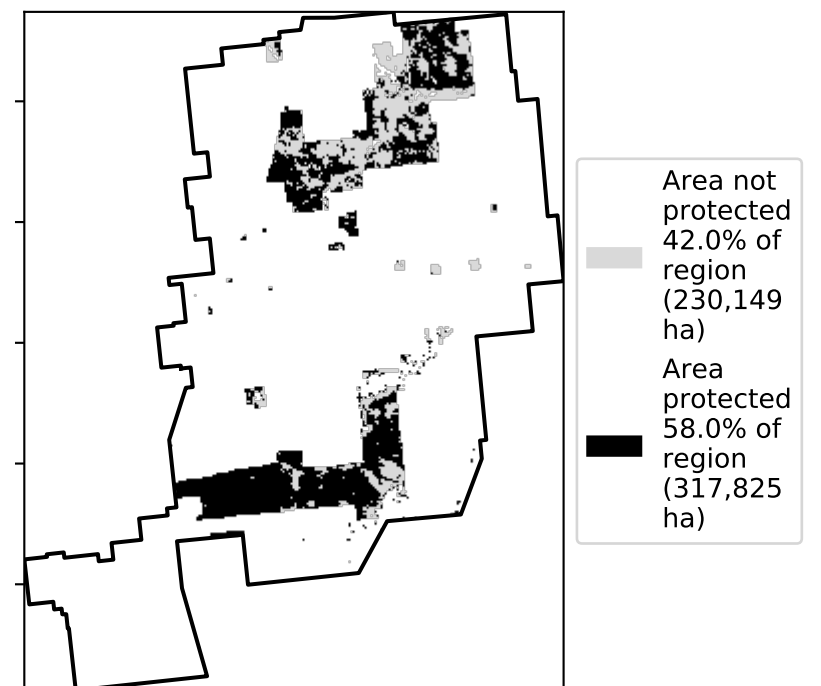 Area not
protected
42.0% of
region
(230,149
ha)
Area
protected
58.0% of
region
(317,825
ha)